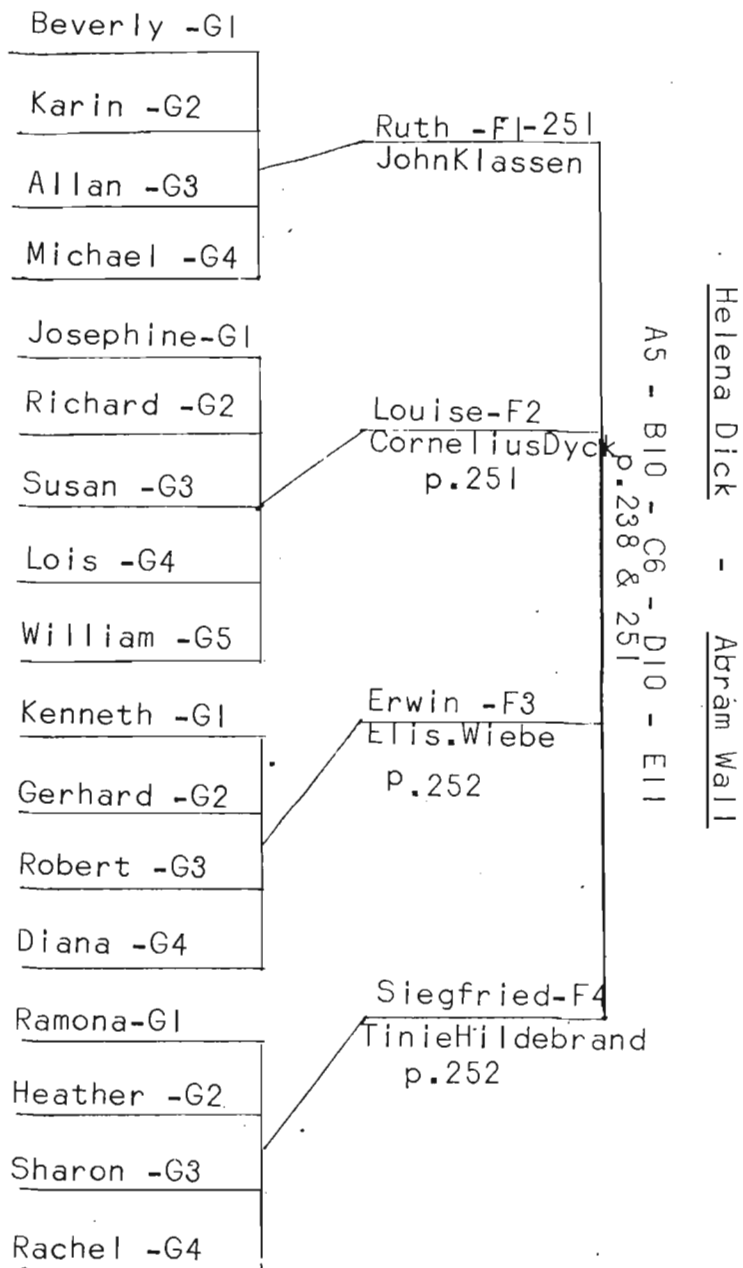 Beverly -G1
Karin -G2
Allan -G3
Michael -G4
Ruth -F1-251
JohnKlassen
Josephine-G1
Richard -G2
Susan -G3
Lois -G4
William -G5
Louise-F2
CorneliusDyck
p.251
Kenneth -G1
Gerhard -G2
Robert -G3
Diana -G4
Erwin -F3
Elis.Wiebe
p.252
Ramona-G1
Heather -G2
Sharon -G3
Rachel -G4
Siegfried-F4
TinieHildebrand
p.252
Helena Dick - Abram Wall
A5 - B10 - C6 - D10 - E11
p.238 & 251